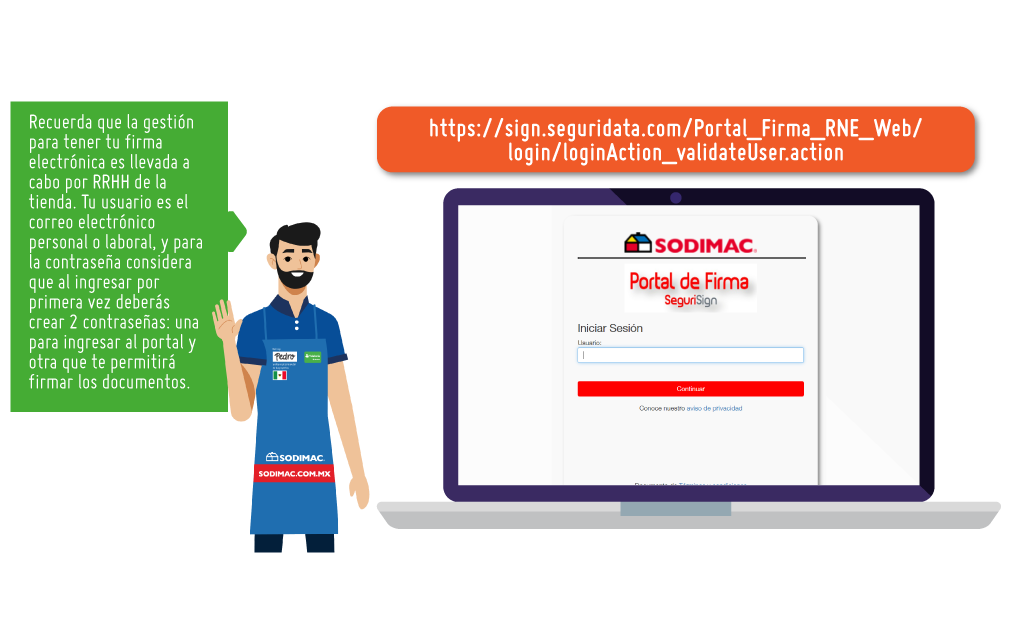 Recuerda que la gestión
para tener tu firma
electrónica es llevada a
cabo por RRHH de la
tienda. Tu usuario es el
correo electrónico
personal o laboral, y para
la contraseña considera
que al ingresar por
primera vez deberás
crear 2 contraseñas: una
para ingresar al portal y
otra que te permitirá
firmar los documentos.
https://sign.seguridata.com/Portal_Firma_RNE_Web/
login/loginAction_validateUser.action
SODIMAC
Portal de Firma
SeguriSign
Iniciar Sesión
Usuario:
Continuar
Conoce nuestro aviso de privacidad
Pedro
SODIMAC
SODIMAC.COM.MX